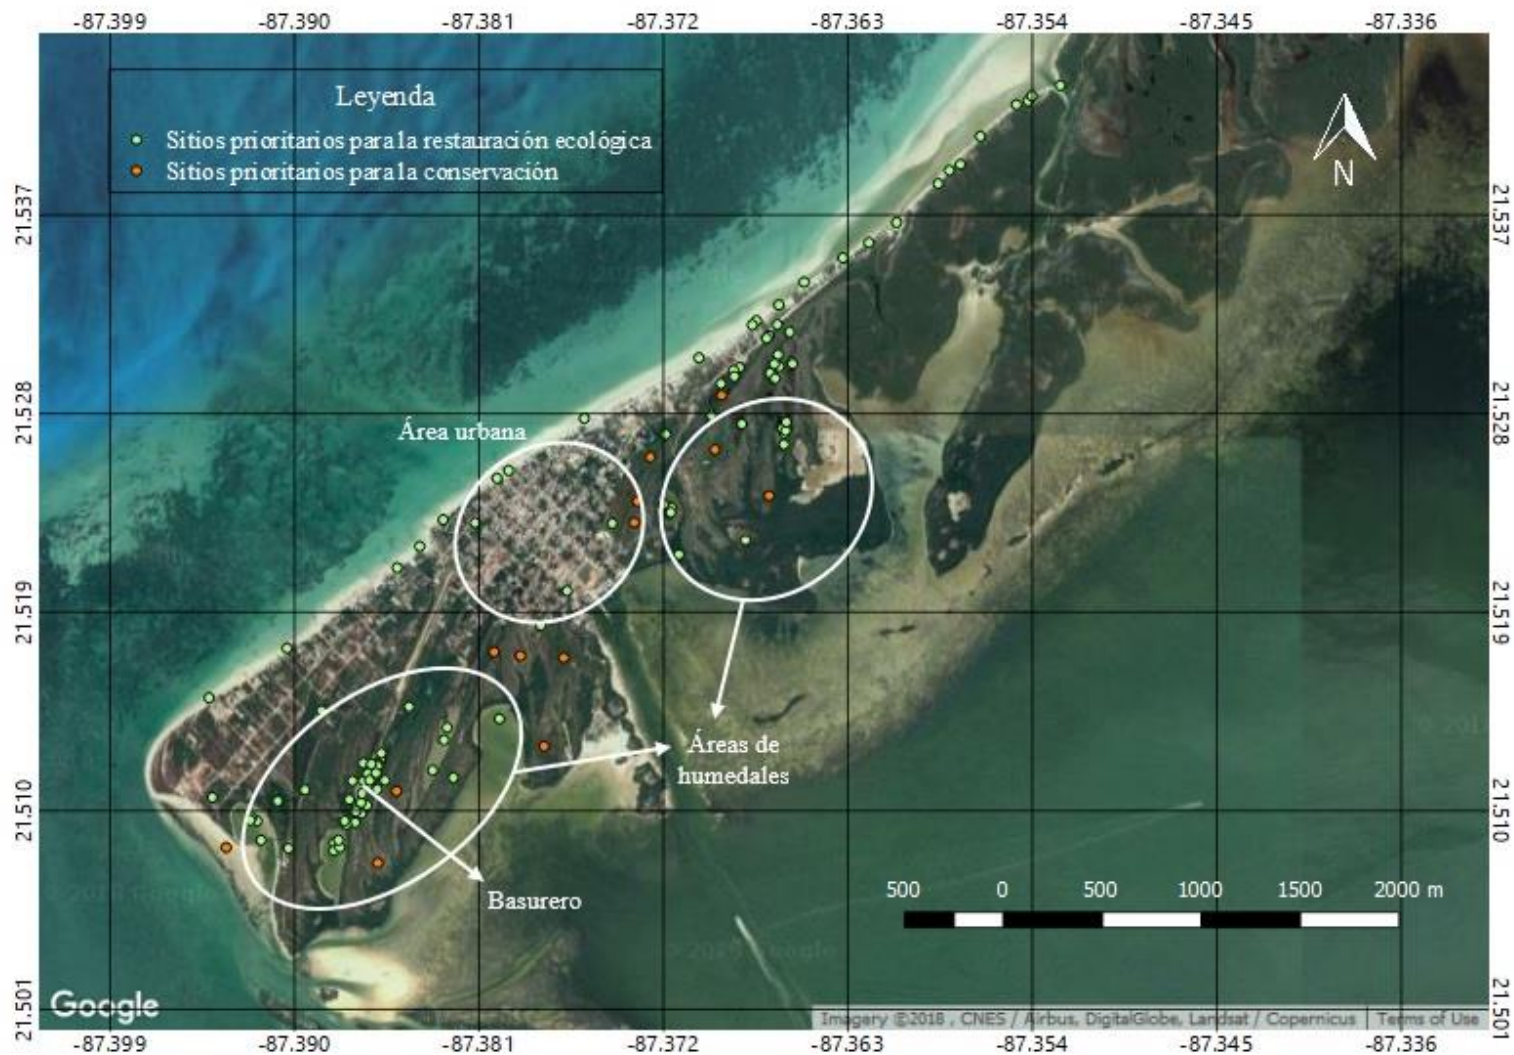 -87.399 -87.390 -87.381 -87.372 -87.363 -87.354 -87.345 -87.336
Leyenda
Sitios prioritarios para la restauración ecológica
Sitios prioritarios para la conservación
N
21.537 21.537
21.528 21.528
Área urbana
21.519 21.519
Áreas de
humedales
21.510 21.510
Basurero
500 0 500 1000 1500 2000 m
21.501 21.501
Google
Imagery ©2018 , CNES / Airbus, DigitalGlobe, Landsat / Copernicus Terms of Use
-87.399 -87.390 -87.381 -87.372 -87.363 -87.354 -87.345 -87.336